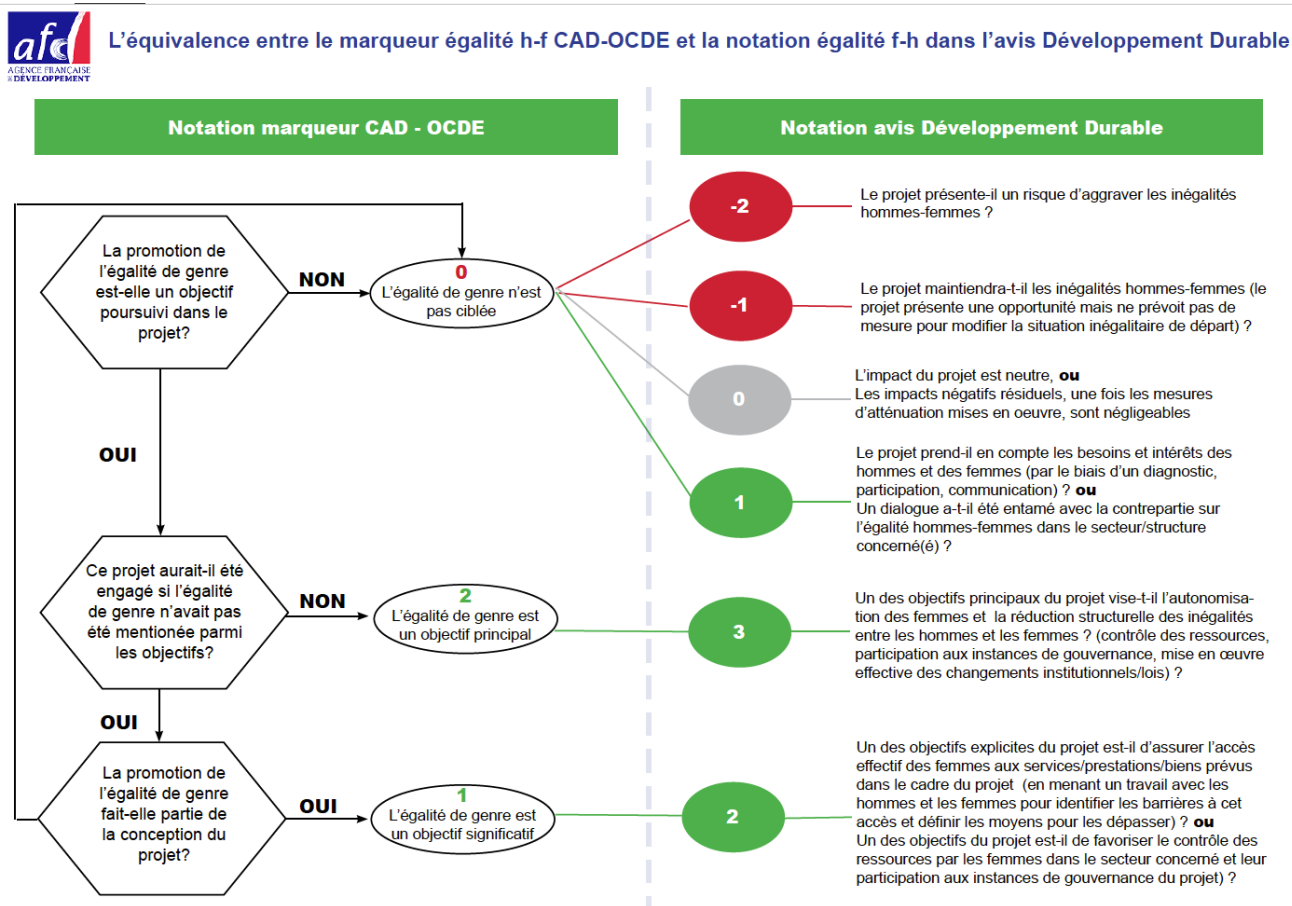 afd
AGENCE FRANÇAISE
DE DÉVELOPPEMENT
L'équivalence entre le marqueur égalité h-f CAD-OCDE et la notation égalité f-h dans l'avis Développement Durable
Notation marqueur CAD - OCDE
La promotion de
l'égalité de genre
est-elle un objectif
poursuivi dans le
projet?
NON
0
L'égalité de genre n'est
pas ciblée
OUI
Ce projet aurait-il été
engagé si l'égalité
de genre n'avait pas
été mentionée parmi
les objectifs?
NON
2
L'égalité de genre est
un objectif principal
OUI
La promotion de
l'égalité de genre
fait-elle partie de
la conception du
projet?
OUI
1
L'égalité de genre est
un objectif significatif
Notation avis Développement Durable
-2
Le projet présente-il un risque d'aggraver les inégalités
hommes-femmes ?
-1
Le projet maintiendra-t-il les inégalités hommes-femmes (le
projet présente une opportunité mais ne prévoit pas de
mesure pour modifier la situation inégalitaire de départ) ?
0
L'impact du projet est neutre, ou
Les impacts négatifs résiduels, une fois les mesures
d'atténuation mises en oeuvre, sont négligeables
1
Le projet prend-il en compte les besoins et intérêts des
hommes et des femmes (par le biais d'un diagnostic,
participation, communication) ? ou
Un dialogue a-t-il été entamé avec la contrepartie sur
l'égalité hommes-femmes dans le secteur/structure
concerné(é) ?
3
Un des objectifs principaux du projet vise-t-il l'autonomisa-
tion des femmes et la réduction structurelle des inégalités
entre les hommes et les femmes ? (contrôle des ressources,
participation aux instances de gouvernance, mise en œuvre
effective des changements institutionnels/lois) ?
2
Un des objectifs explicites du projet est-il d'assurer l'accès
effectif des femmes aux services/prestations/biens prévus
dans le cadre du projet (en menant un travail avec les
hommes et les femmes pour identifier les barrières à cet
accès et définir les moyens pour les dépasser) ? ou
Un des objectifs du projet est-il de favoriser le contrôle des
ressources par les femmes dans le secteur concerné et leur
participation aux instances de gouvernance du projet) ?